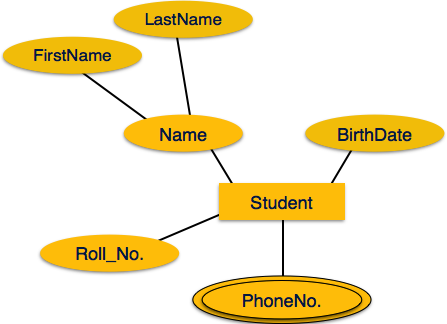 LastName
FirstName
Name
BirthDate
Student
Roll_No.
PhoneNo.